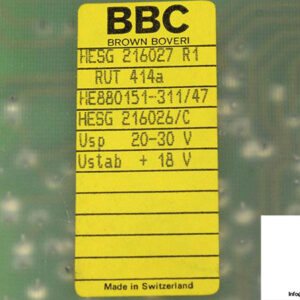 BBC
BROWN BOVERI
HESG 216027 R1
RUT 414a
HE880151-311/47
HESG 216026/C
Usp 20-30 V
Ustab + 18 V
Made in Switzerland